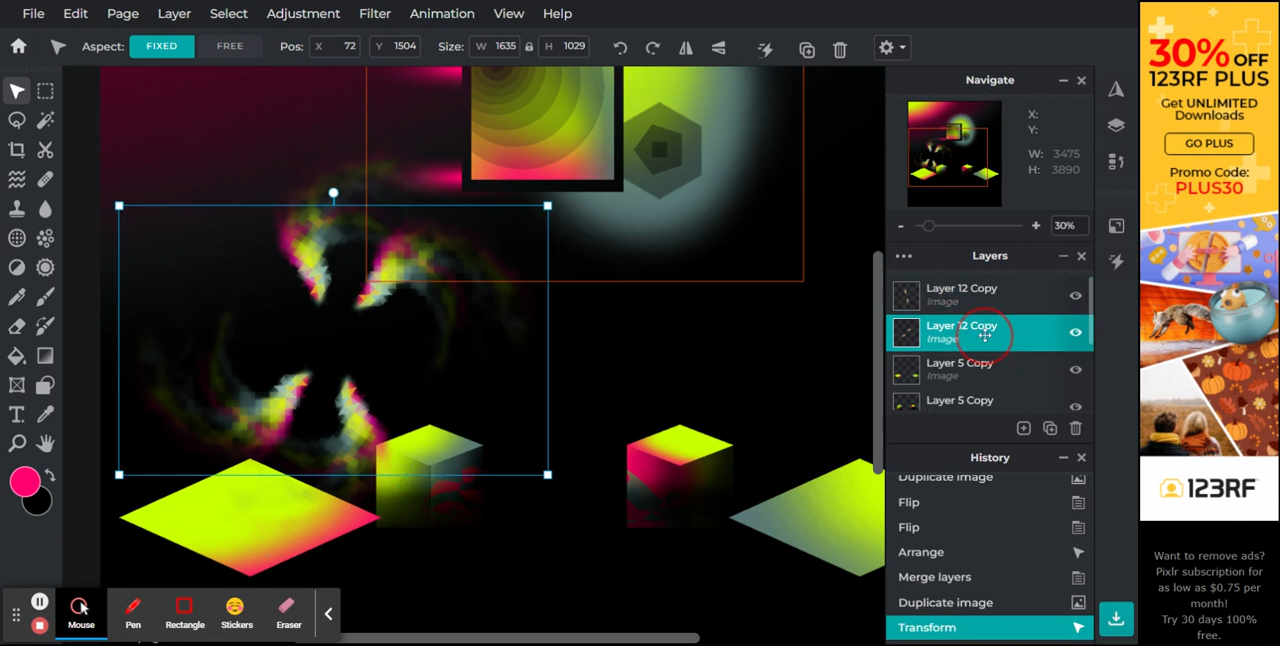 File Edit Page Layer Select Adjustment Filter Animation View Help
Aspect: FIXED FREE Pos: X 72 Y 1504 Size: W 1635 H 1029
Navigate
X:
Y:
W: 3475
H: 3890
- + 30%
Layers
Layer 12 Copy
Image
Layer 12 Copy
Image
Layer 5 Copy
Image
Layer 5 Copy
History
Duplicate image
Flip
Flip
Arrange
Merge layers
Duplicate image
Transform
Mouse Pen Rectangle Stickers Eraser
30% OFF
123RF PLUS
Get UNLIMITED
Downloads
GO PLUS
Promo Code:
PLUS30
123RF
Want to remove ads?
Pixlr subscription for
as low as $0.75 per
month!
Try 30 days 100%
free.